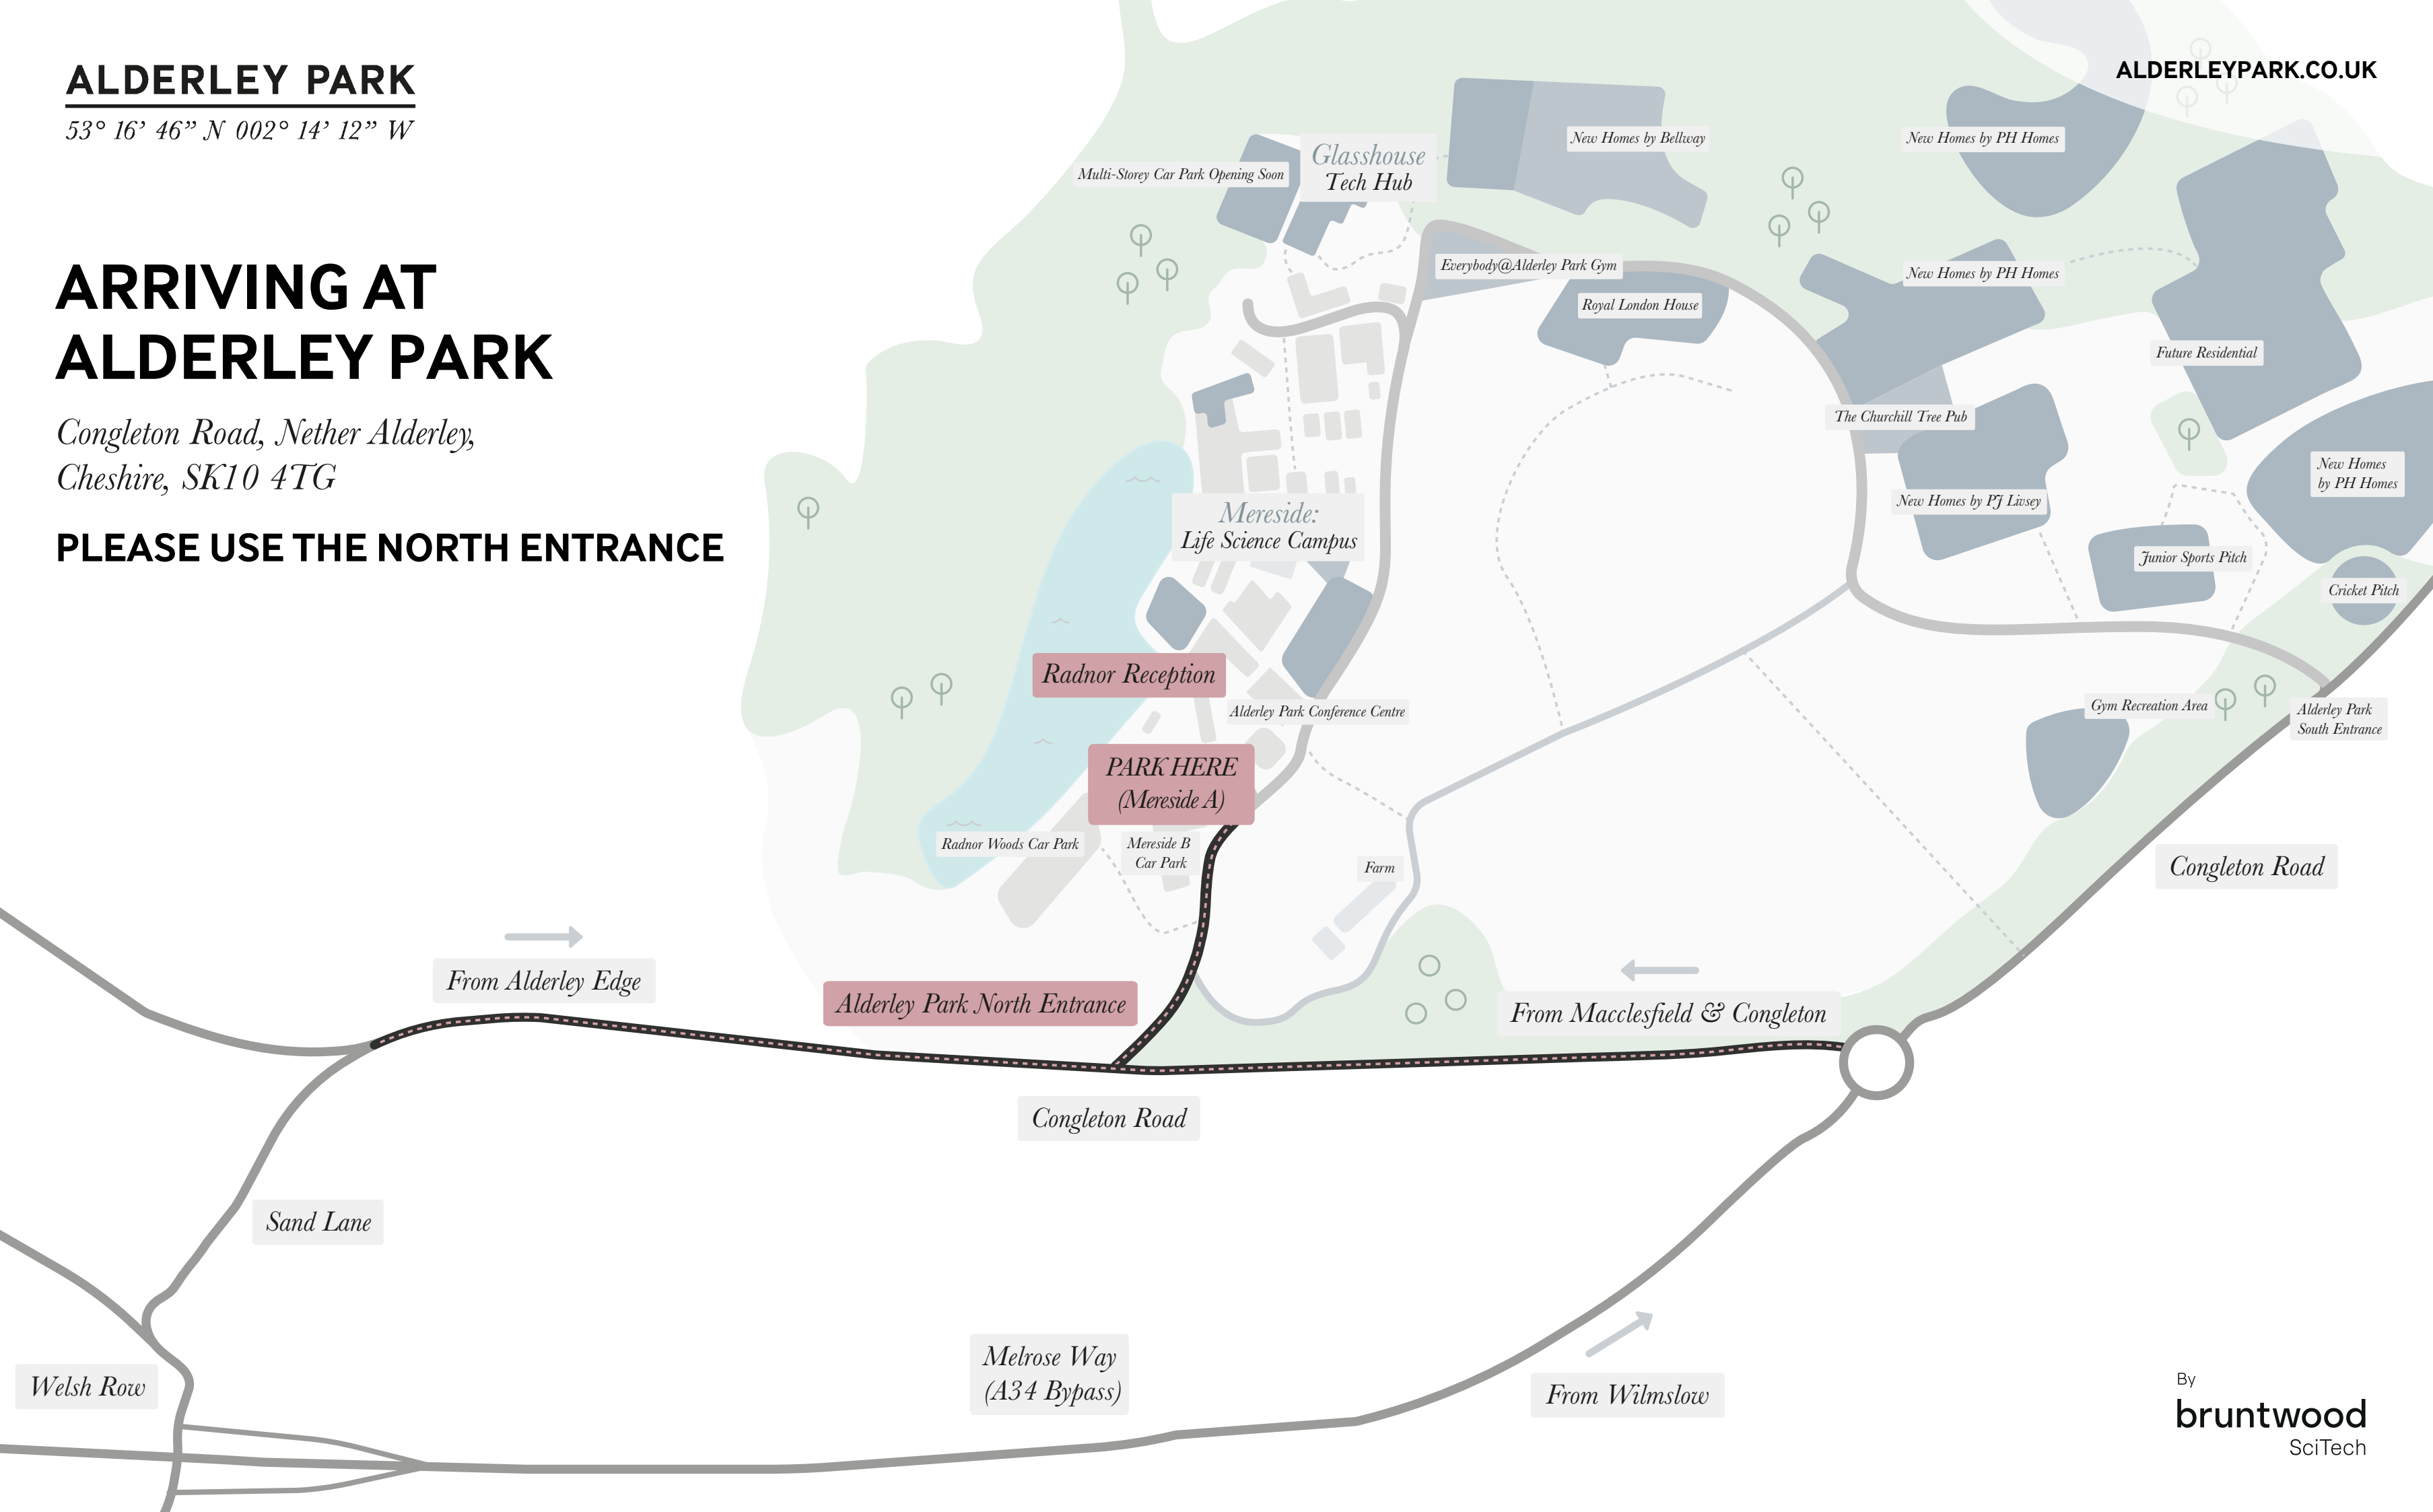 ALDERLEY PARK
53° 16’ 46” N 002° 14’ 12” W
ALDERLEYPARK.CO.UK
ARRIVING AT
ALDERLEY PARK
Congleton Road, Nether Alderley,
Cheshire, SK10 4TG
PLEASE USE THE NORTH ENTRANCE
Multi-Storey Car Park Opening Soon
Glasshouse
Tech Hub
New Homes by Bellway
New Homes by PH Homes
Everybody@Alderley Park Gym
Royal London House
New Homes by PH Homes
Future Residential
The Churchill Tree Pub
New Homes
by PH Homes
New Homes by PJ Livsey
Mereside:
Life Science Campus
Junior Sports Pitch
Cricket Pitch
Radnor Reception
Alderley Park Conference Centre
Gym Recreation Area
Alderley Park
South Entrance
PARK HERE
(Mereside A)
Radnor Woods Car Park
Mereside B
Car Park
Farm
Congleton Road
From Alderley Edge
Alderley Park North Entrance
From Macclesfield & Congleton
Congleton Road
Sand Lane
Welsh Row
Melrose Way
(A34 Bypass)
From Wilmslow
By
bruntwood
SciTech